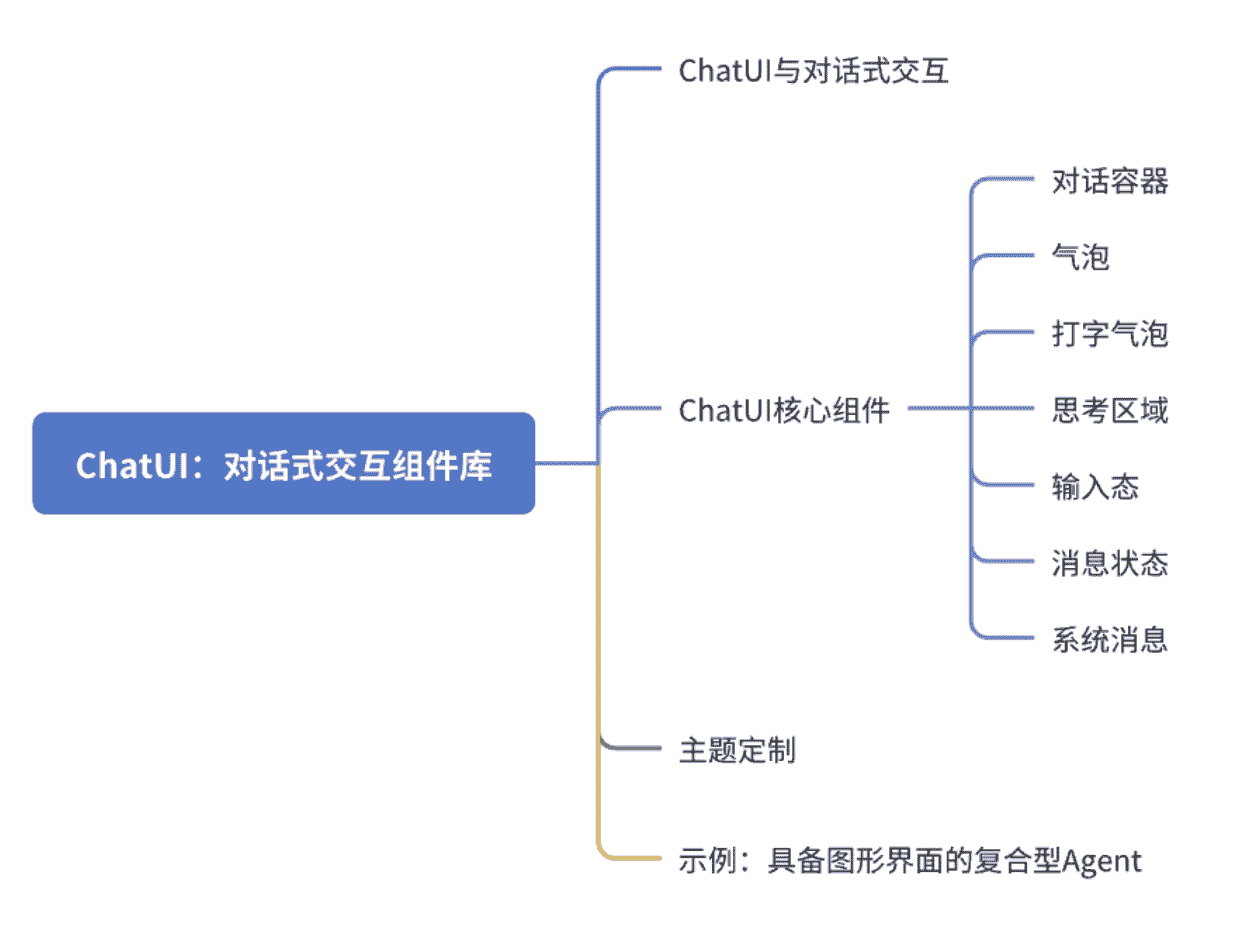 ChatUI：对话式交互组件库
ChatUI与对话式交互
ChatUI核心组件
对话容器
气泡
打字气泡
思考区域
输入态
消息状态
系统消息
主题定制
示例：具备图形界面的复合型Agent